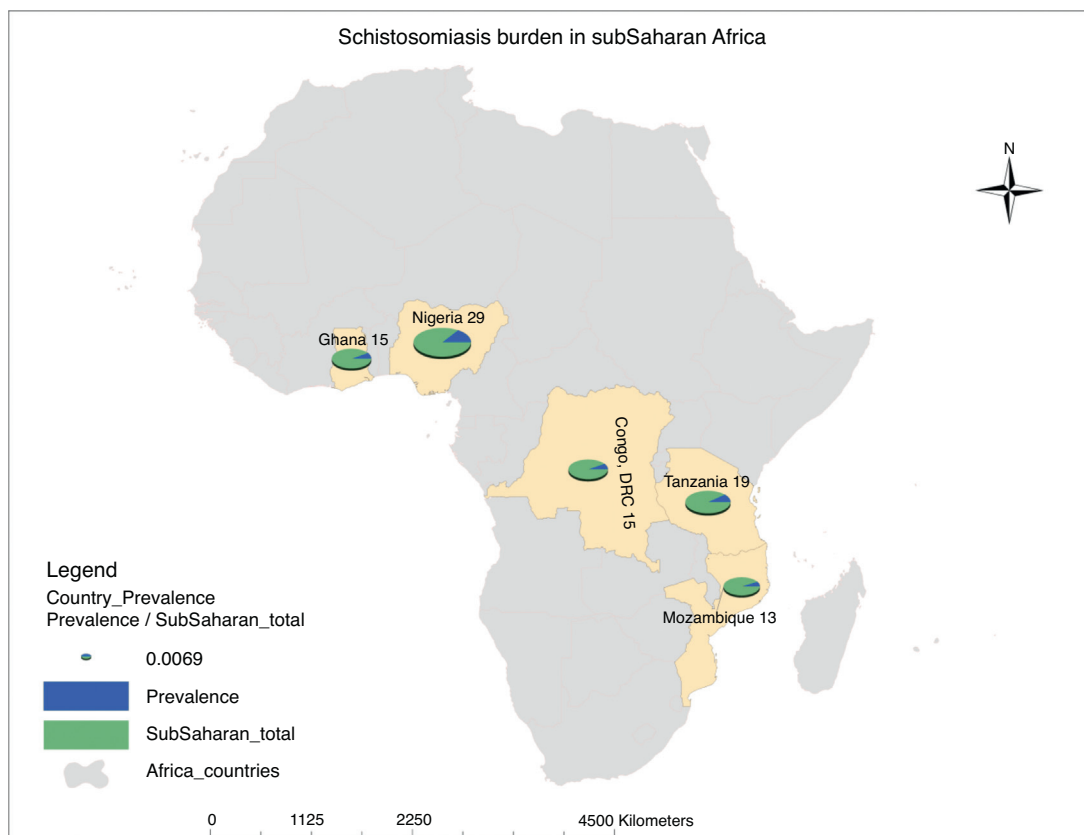 Schistosomiasis burden in subSaharan Africa
N
Nigeria 29
Ghana 15
Congo, DRC 15
Tanzania 19
Mozambique 13
Legend
Country_Prevalence
Prevalence / SubSaharan_total
0.0069
Prevalence
SubSaharan_total
Africa_countries
0 1125 2250 4500 Kilometers